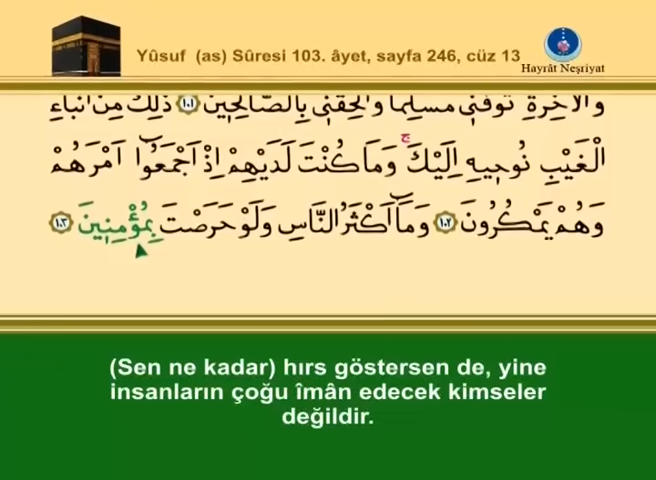 Yûsuf (as) Sûresi 103. âyet, sayfa 246, cüz 13
Hayrât Neşriyat
وَالْاٰخِرَةِ تَوَفَّن۪ي مُسْلِمًا وَاَلْحِقْن۪ي بِالصَّالِح۪ينَ ﴿١٠١﴾ ذٰلِكَ مِنْ اَنْبَٓاءِ
الْغَيْبِ نُوح۪يهِ اِلَيْكَۚ وَمَا كُنْتَ لَدَيْهِمْ اِذْ اَجْمَعُٓوا اَمْرَهُمْ
وَهُمْ يَمْكُرُونَ ﴿١٠٢﴾ وَمَٓا اَكْثَرُ النَّاسِ وَلَوْ حَرَصْتَ بِمُؤْمِن۪ينَ ﴿١٠٣﴾
(Sen ne kadar) hırs göstersen de, yine
insanların çoğu îmân edecek kimseler
değildir.